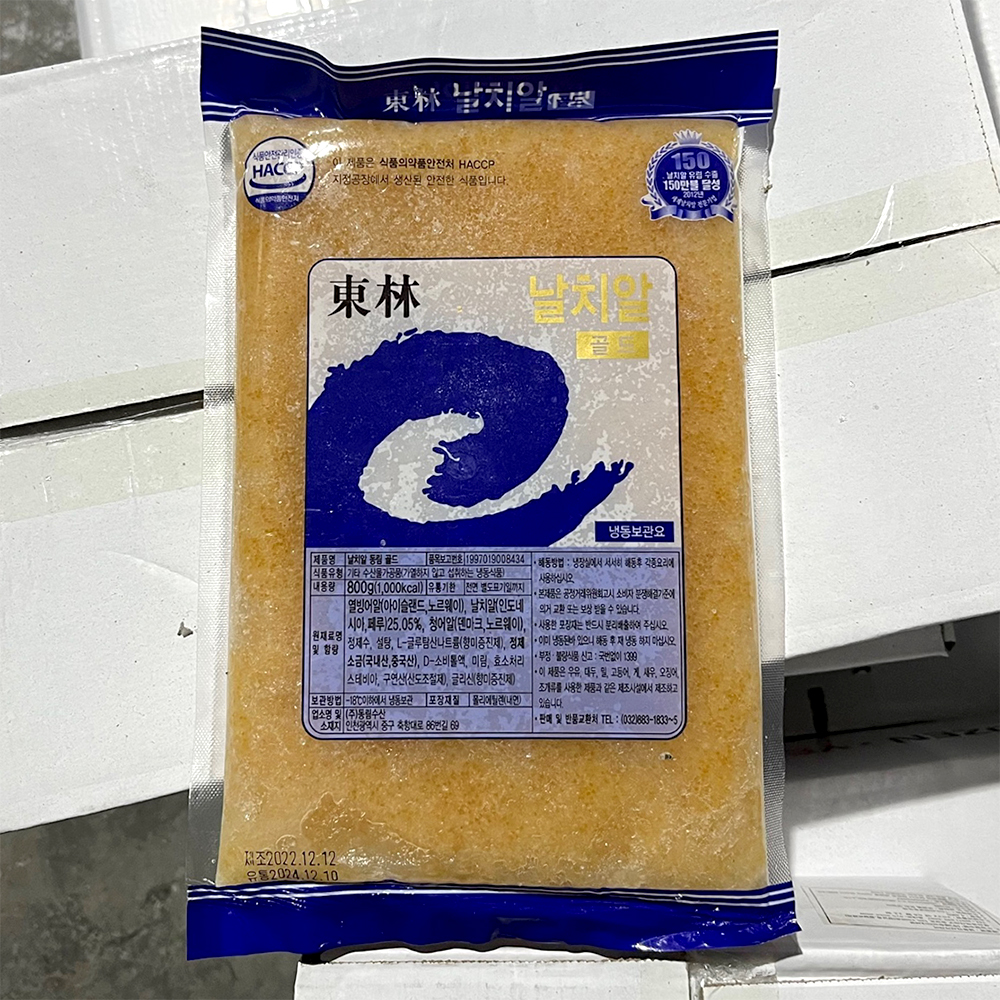 東林 날치알 골드
식품안전관리인증
HACCP
식품의약품안전처
이 제품은 식품의약품안전처 HACCP
지정공장에서 생산된 안전한 식품입니다.
150
날치알 유럽 수출
150만불 달성
2012년
東林
날치알
골드
냉동보관요
제품명 날치알 동림 골드 품목보고번호 1997019008434
식품유형 기타 수산물가공품(가열하지 않고 섭취하는 냉동식품)
내용량 800g(1,000kcal) 유통기한 전면 별도표기일까지
원재료명 및 함량
열빙어알(아이슬랜드,노르웨이), 날치알(인도네
시아,페루)25.05%, 청어알(덴마크,노르웨이),
정제수, 설탕, L-글루탐산나트륨(향미증진제), 정제
소금(국내산,중국산), D-소비톨액, 미림, 효소처리
스테비아, 구연산(산도조절제), 글리신(향미증진제)
보관방법 -18℃이하에서 냉동보관 포장재질 폴리에틸렌(내면)
업소명 및 소재지
(주)동림수산
인천광역시 중구 축항대로 86번길 69
• 해동방법 : 냉장실에서 서서히 해동후 각종요리에
사용하십시오.
• 본제품은 공정거래위원회고시 소비자 분쟁해결기준에
의거 교환 또는 보상 받을 수 있습니다.
• 사용한 포장재는 반드시 분리배출하여 주십시오.
• 이미 냉동된바 있으니 해동 후 재 냉동 하지 마십시오.
• 부정·불량식품 신고 : 국번없이 1399
• 본 제품은 우유, 대두, 밀, 고등어, 게, 새우, 오징어,
조개류를 사용한 제품과 같은 제조시설에서 제조하고
있습니다.
• 판매 및 반품교환처 TEL : (032)883-1833~5
제조2022.12.12
유통2024.12.10